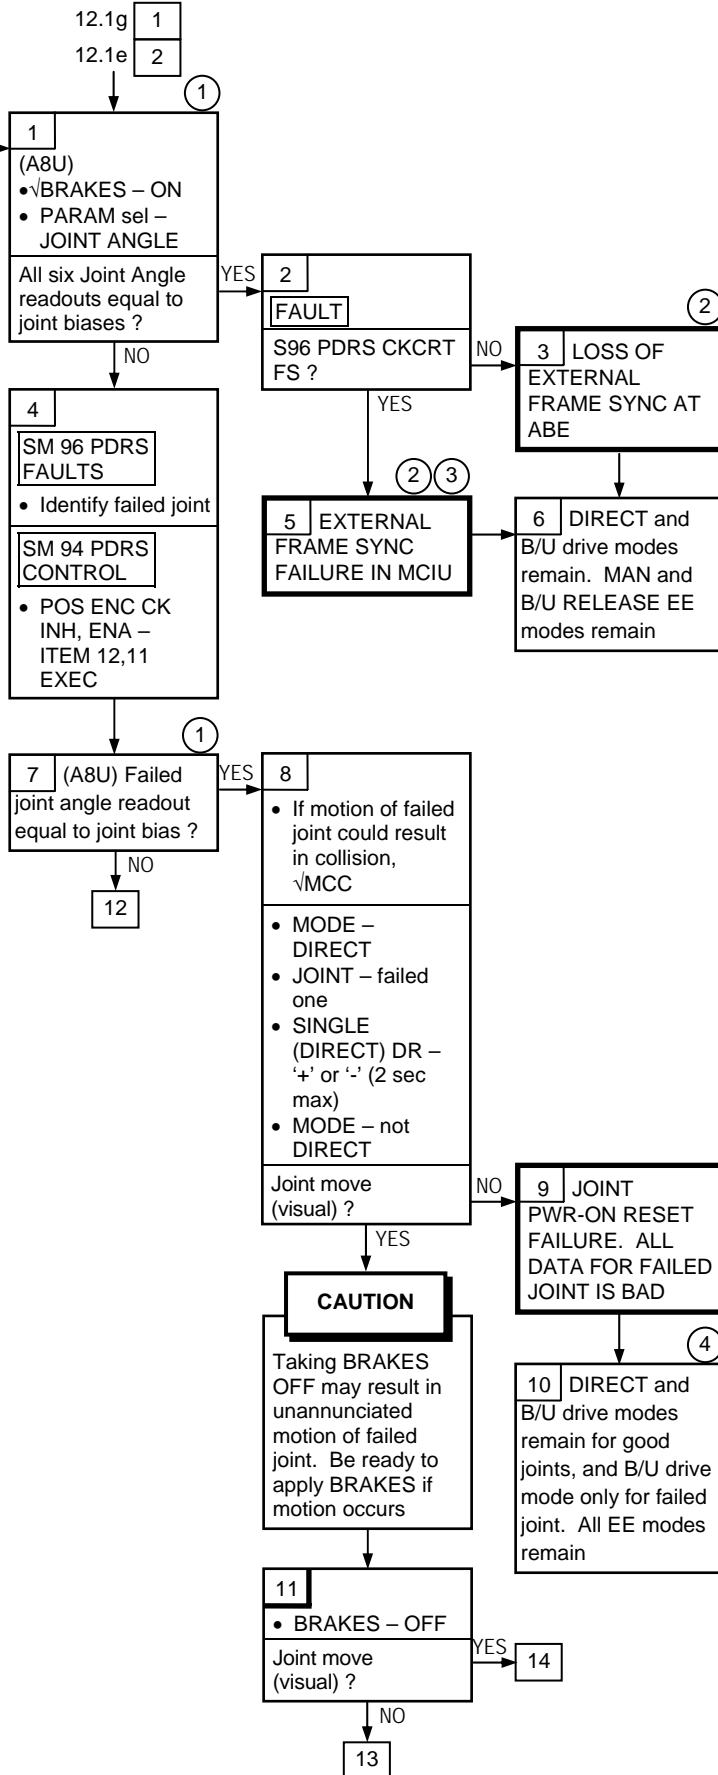 12.1g 1
12.1e 2
1
1
(A8U)
•√BRAKES – ON
• PARAM sel –
JOINT ANGLE
All six Joint Angle
readouts equal to
joint biases ?
YES
NO
2
FAULT
S96 PDRS CKCRT
FS ?
NO
YES
2
3 LOSS OF
EXTERNAL
FRAME SYNC AT
ABE
4
SM 96 PDRS
FAULTS
• Identify failed joint
SM 94 PDRS
CONTROL
• POS ENC CK
INH, ENA –
ITEM 12,11
EXEC
2 3
5 EXTERNAL
FRAME SYNC
FAILURE IN MCIU
6 DIRECT and
B/U drive modes
remain. MAN and
B/U RELEASE EE
modes remain
1
7 (A8U) Failed
joint angle readout
equal to joint bias ?
YES
NO
12
8
• If motion of failed
joint could result
in collision,
√MCC
• MODE –
DIRECT
• JOINT – failed
one
• SINGLE
(DIRECT) DR –
‘+’ or ‘-’ (2 sec
max)
• MODE – not
DIRECT
Joint move
(visual) ?
NO
YES
9 JOINT
PWR-ON RESET
FAILURE. ALL
DATA FOR FAILED
JOINT IS BAD
4
10 DIRECT and
B/U drive modes
remain for good
joints, and B/U drive
mode only for failed
joint. All EE modes
remain
CAUTION
Taking BRAKES
OFF may result in
unannunciated
motion of failed
joint. Be ready to
apply BRAKES if
motion occurs
11
• BRAKES – OFF
Joint move
(visual) ?
YES
14
NO
13